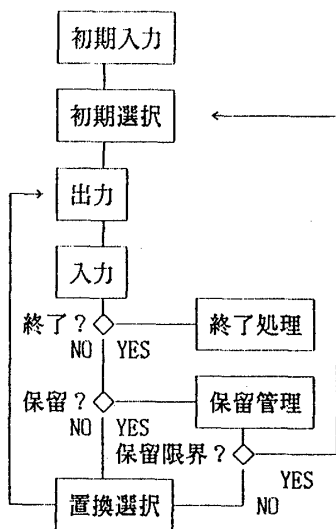 初期入力
初期選択
出力
入力
終了?
終了処理
NO YES
保留?
保留管理
NO YES
保留限界?
YES
NO
置換選択